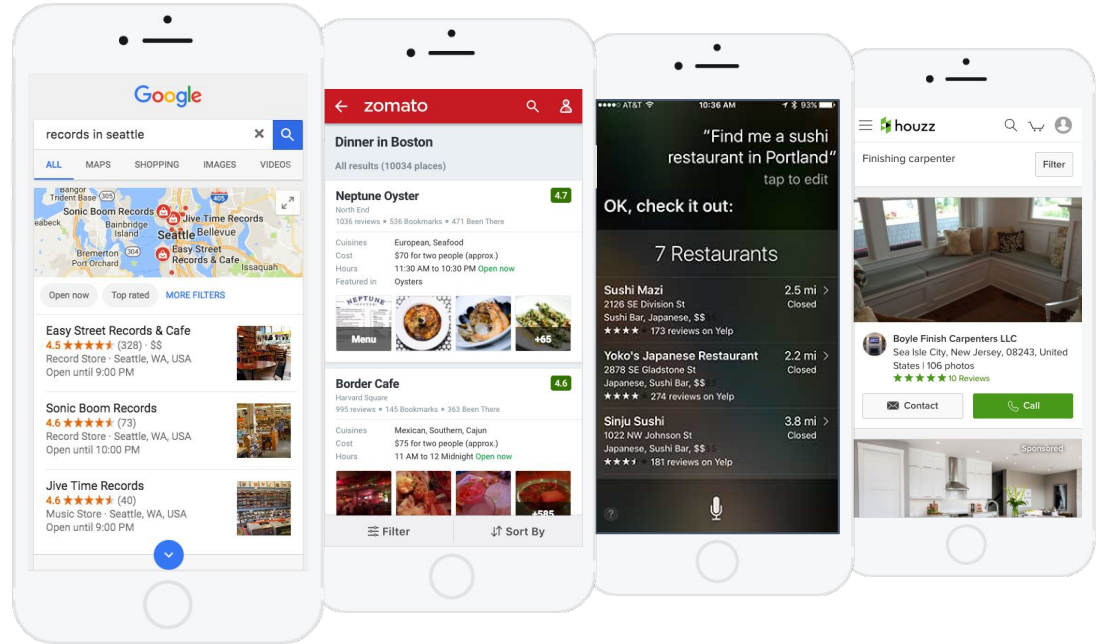 Google
records in seattle
ALL MAPS SHOPPING IMAGES VIDEOS
Bangor
Trident Base 305 405
Sonic Boom Records
eabeck Bainbridge Island
Jive Time Records
Seattle Bellevue
Bremerton 304
Port Orchard
Easy Street Records & Cafe
Issaquah
Open now Top rated MORE FILTERS
Easy Street Records & Cafe
4.5 ★★★★★ (328) · $$
Record Store · Seattle, WA, USA
Open until 9:00 PM
Sonic Boom Records
4.6 ★★★★★ (73)
Record Store · Seattle, WA, USA
Open until 10:00 PM
Jive Time Records
4.6 ★★★★★ (40)
Music Store · Seattle, WA, USA
Open until 9:00 PM
zomato
Dinner in Boston
All results (10034 places)
Neptune Oyster 4.7
North End
1036 reviews • 536 Bookmarks • 471 Been There
Cuisines European, Seafood
Cost $70 for two people (approx.)
Hours 11:30 AM to 10:30 PM Open now
Featured in Oysters
NEPTUNE
Menu +65
Border Cafe 4.6
Harvard Square
995 reviews • 145 Bookmarks • 363 Been There
Cuisines Mexican, Southern, Cajun
Cost $75 for two people (approx.)
Hours 11 AM to 12 Midnight Open now
+585
Filter Sort By
AT&T 10:36 AM 93%
"Find me a sushi
restaurant in Portland"
tap to edit
OK, check it out:
7 Restaurants
Sushi Mazi 2.5 mi
2126 SE Division St Closed
Sushi Bar, Japanese, $$
★★★★ 173 reviews on Yelp
Yoko's Japanese Restaurant 2.2 mi
2878 SE Gladstone St Closed
Japanese, Sushi Bar, $$
★★★★ 274 reviews on Yelp
Sinju Sushi 3.8 mi
1022 NW Johnson St Closed
Japanese, Sushi Bar, $$
★★★ 181 reviews on Yelp
?
houzz
Finishing carpenter Filter
Boyle Finish Carpenters LLC
Sea Isle City, New Jersey, 08243, United
States | 106 photos
★★★★★ 10 Reviews
Contact Call
Sponsored